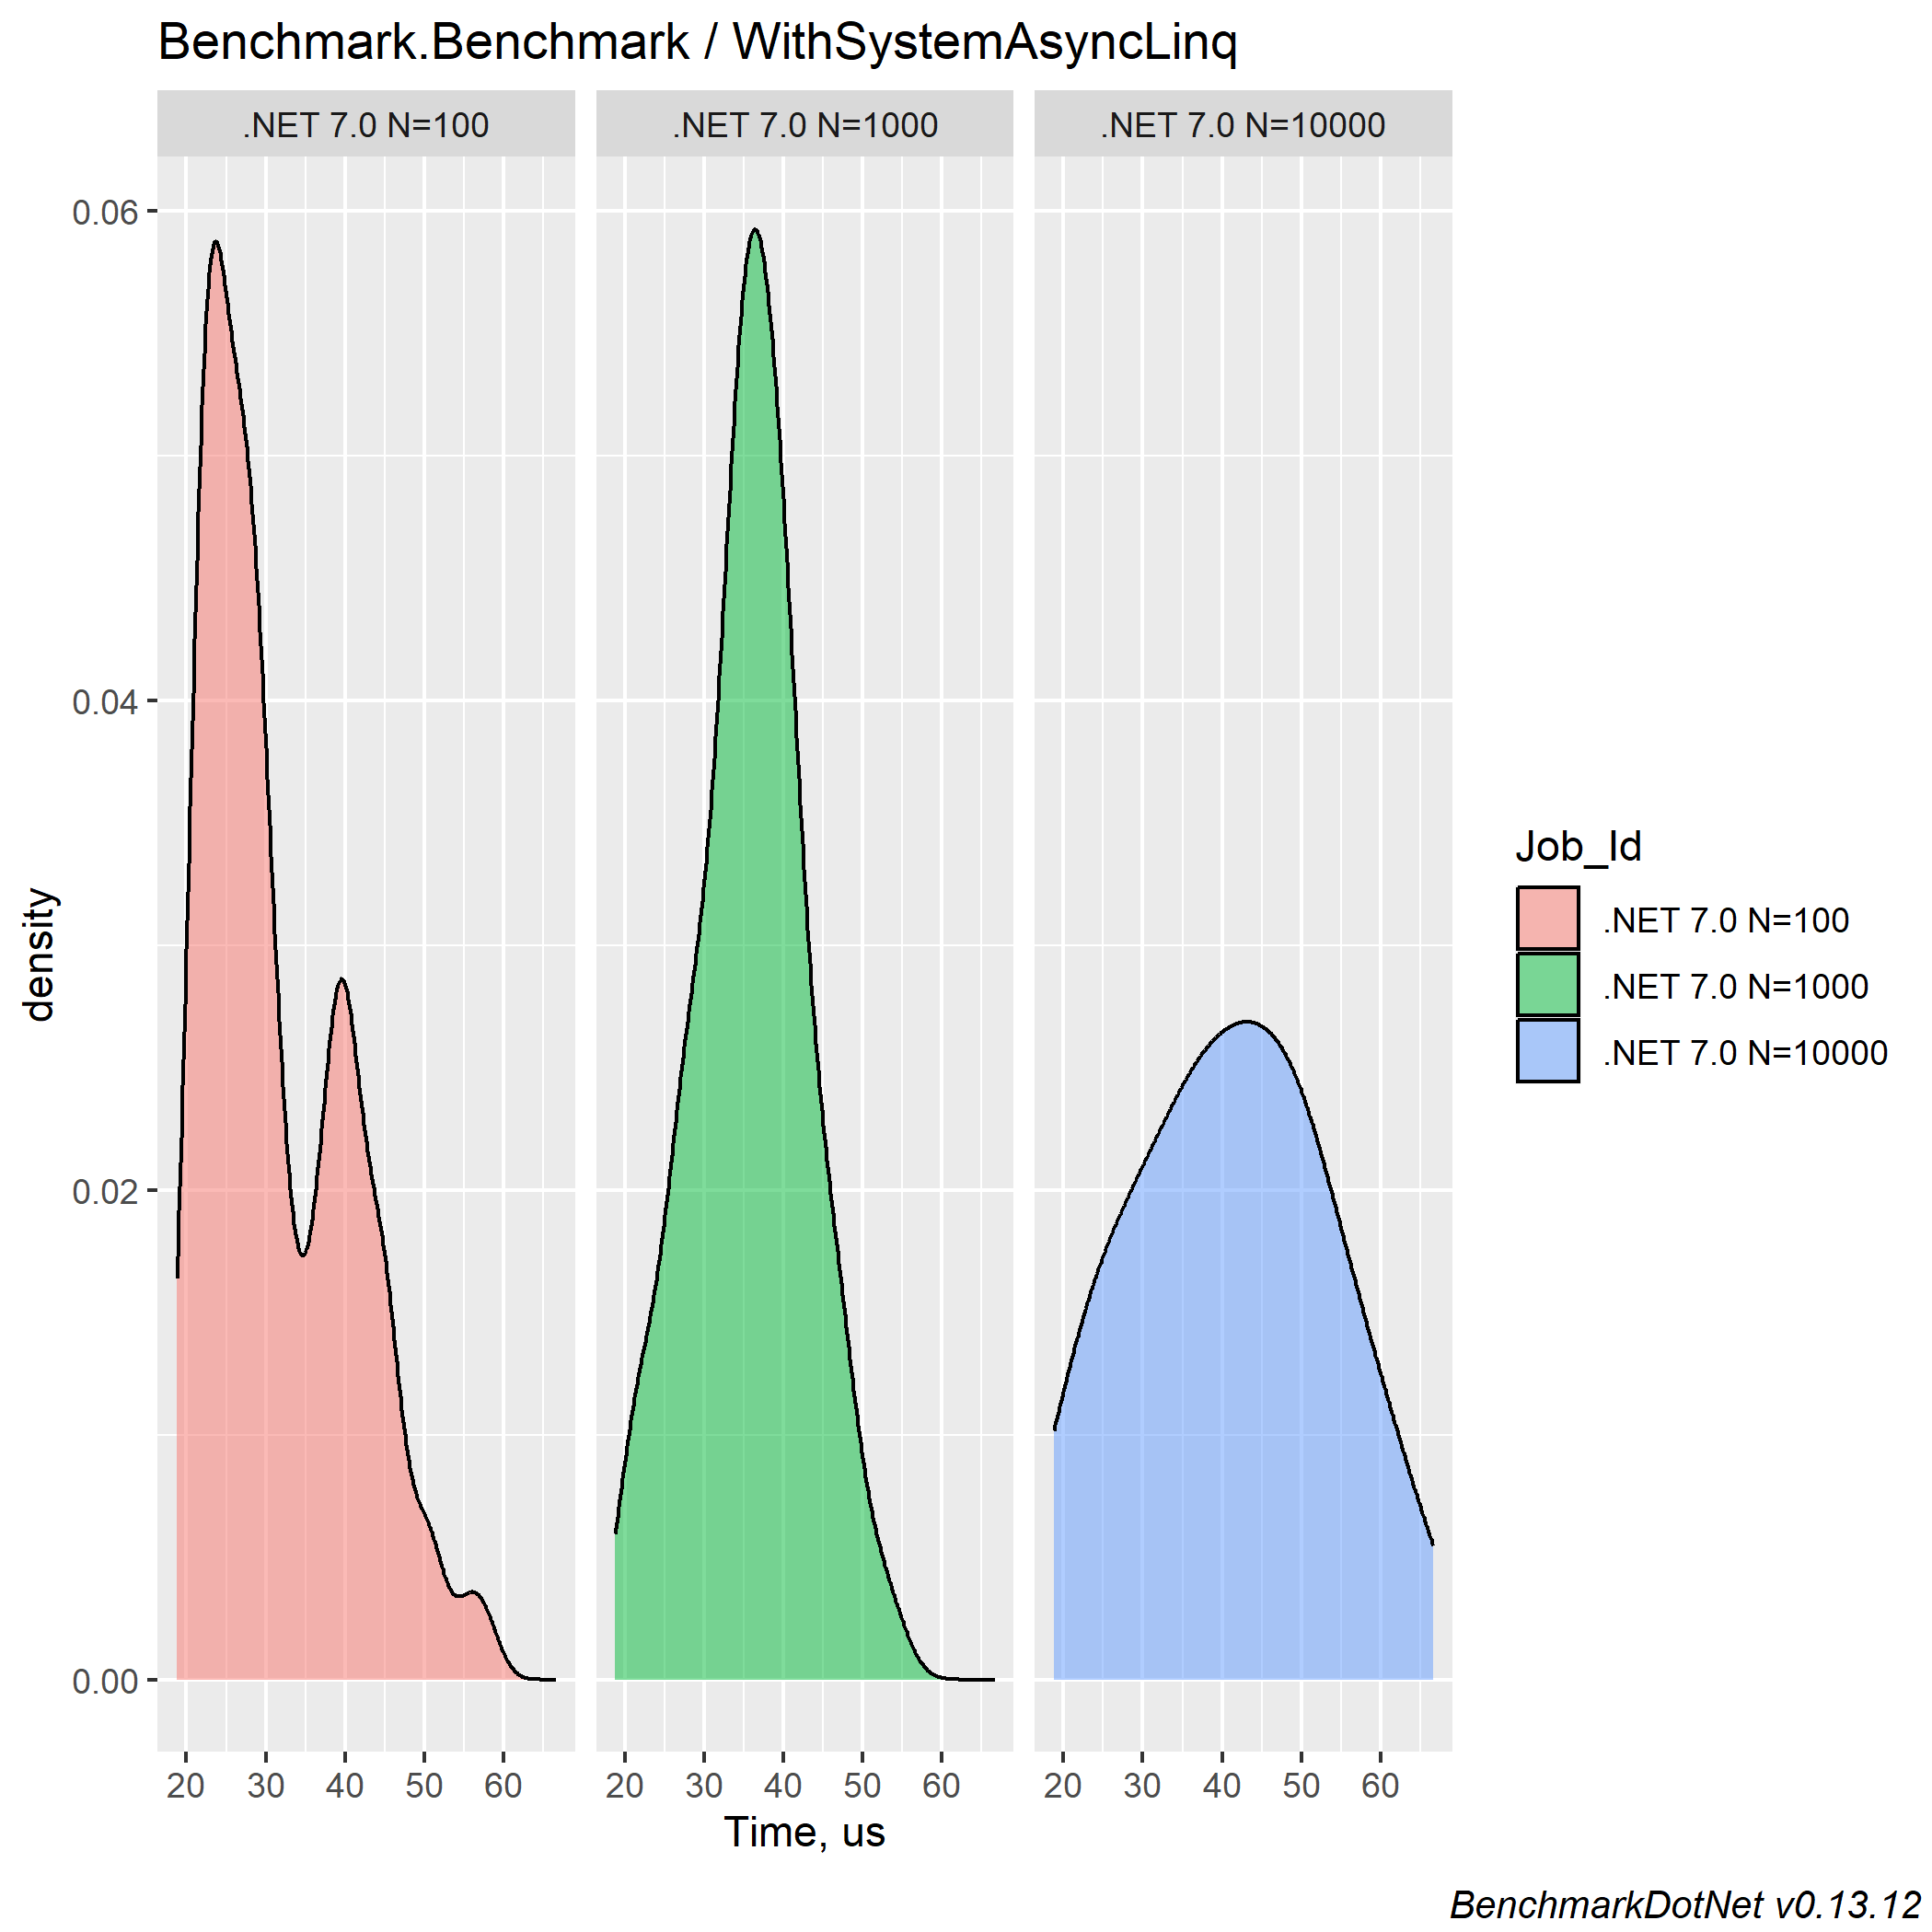 Benchmark.Benchmark / WithSystemAsyncLinq
.NET 7.0 N=100
.NET 7.0 N=1000
.NET 7.0 N=10000
0.06
0.04
0.02
0.00
density
20 30 40 50 60
20 30 40 50 60
20 30 40 50 60
Time, us
Job_Id
.NET 7.0 N=100
.NET 7.0 N=1000
.NET 7.0 N=10000
BenchmarkDotNet v0.13.12